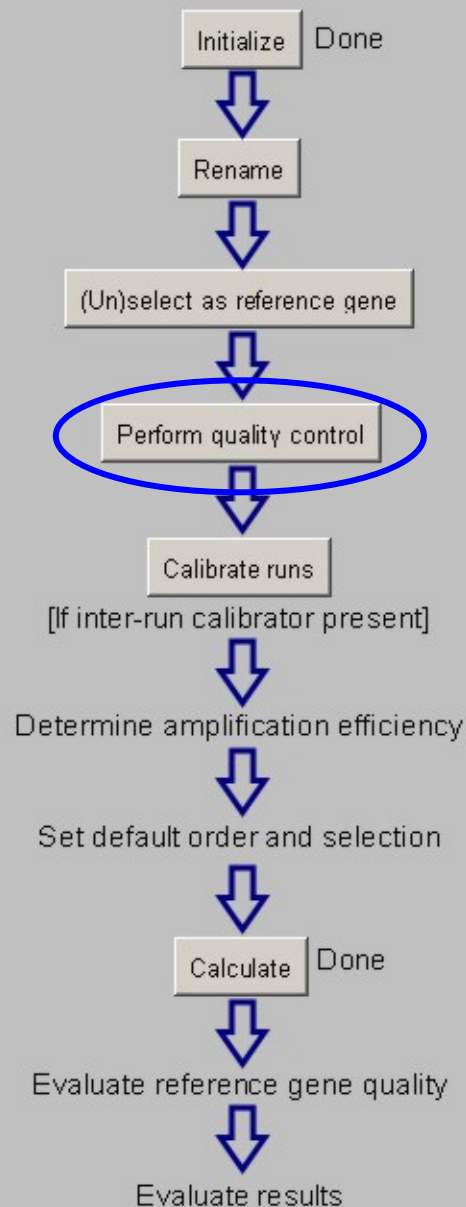 Initialize Done
Rename
(Un)select as reference gene
Perform quality control
Calibrate runs
[If inter-run calibrator present]
Determine amplification efficiency
Set default order and selection
Calculate Done
Evaluate reference gene quality
Evaluate results